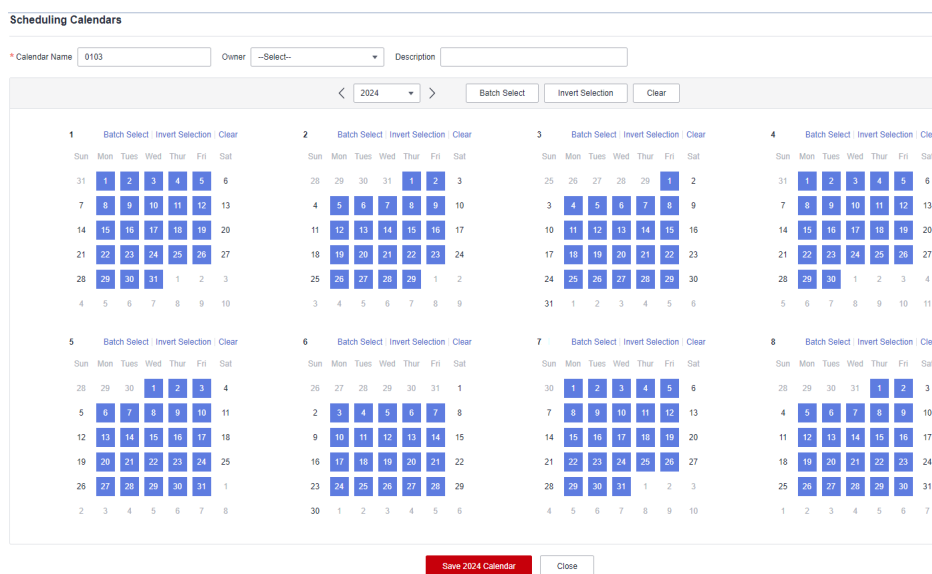 Scheduling Calendars
* Calendar Name 0103 Owner --Select-- Description
2024 Batch Select Invert Selection Clear
1 Batch Select Invert Selection Clear 2 Batch Select Invert Selection Clear 3 Batch Select Invert Selection Clear 4 Batch Select Invert Selection Cle
Sun Mon Tues Wed Thur Fri Sat Sun Mon Tues Wed Thur Fri Sat Sun Mon Tues Wed Thur Fri Sat Sun Mon Tues Wed Thur Fri Sa
31 1 2 3 4 5 6 28 29 30 31 1 2 3 25 26 27 28 29 1 2 31 1 2 3 4 5 6
7 8 9 10 11 12 13 4 5 6 7 8 9 10 3 4 5 6 7 8 9 7 8 9 10 11 12 13
14 15 16 17 18 19 20 11 12 13 14 15 16 17 10 11 12 13 14 15 16 14 15 16 17 18 19 20
21 22 23 24 25 26 27 18 19 20 21 22 23 24 17 18 19 20 21 22 23 21 22 23 24 25 26 27
28 29 30 31 1 2 3 25 26 27 28 29 1 2 24 25 26 27 28 29 30 28 29 30 1 2 3 4
4 5 6 7 8 9 10 3 4 5 6 7 8 9 31 1 2 3 4 5 6 5 6 7 8 9 10 11
5 Batch Select Invert Selection Clear 6 Batch Select Invert Selection Clear 7 Batch Select Invert Selection Clear 8 Batch Select Invert Selection Cle
Sun Mon Tues Wed Thur Fri Sat Sun Mon Tues Wed Thur Fri Sat Sun Mon Tues Wed Thur Fri Sat Sun Mon Tues Wed Thur Fri Sa
28 29 30 1 2 3 4 26 27 28 29 30 31 1 30 1 2 3 4 5 6 28 29 30 31 1 2 3
5 6 7 8 9 10 11 2 3 4 5 6 7 8 7 8 9 10 11 12 13 4 5 6 7 8 9 10
12 13 14 15 16 17 18 9 10 11 12 13 14 15 14 15 16 17 18 19 20 11 12 13 14 15 16 17
19 20 21 22 23 24 25 16 17 18 19 20 21 22 21 22 23 24 25 26 27 18 19 20 21 22 23 24
26 27 28 29 30 31 1 23 24 25 26 27 28 29 28 29 30 31 1 2 3 25 26 27 28 29 30 31
2 3 4 5 6 7 8 30 1 2 3 4 5 6 4 5 6 7 8 9 10 1 2 3 4 5 6 7
Save 2024 Calendar Close